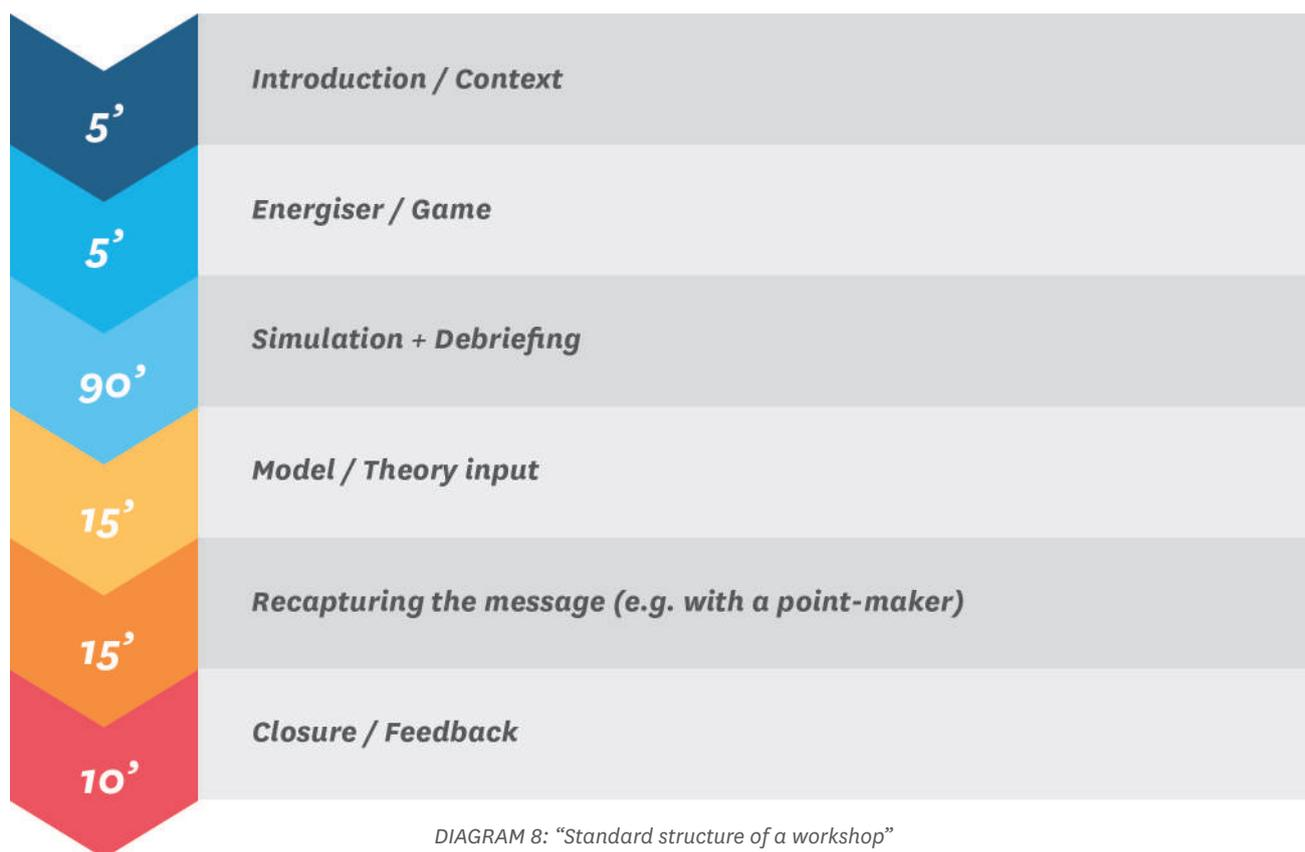 5’
Introduction / Context
5’
Energiser / Game
90’
Simulation + Debriefing
15’
Model / Theory input
15’
Recapturing the message (e.g. with a point-maker)
10’
Closure / Feedback
DIAGRAM 8: “Standard structure of a workshop”